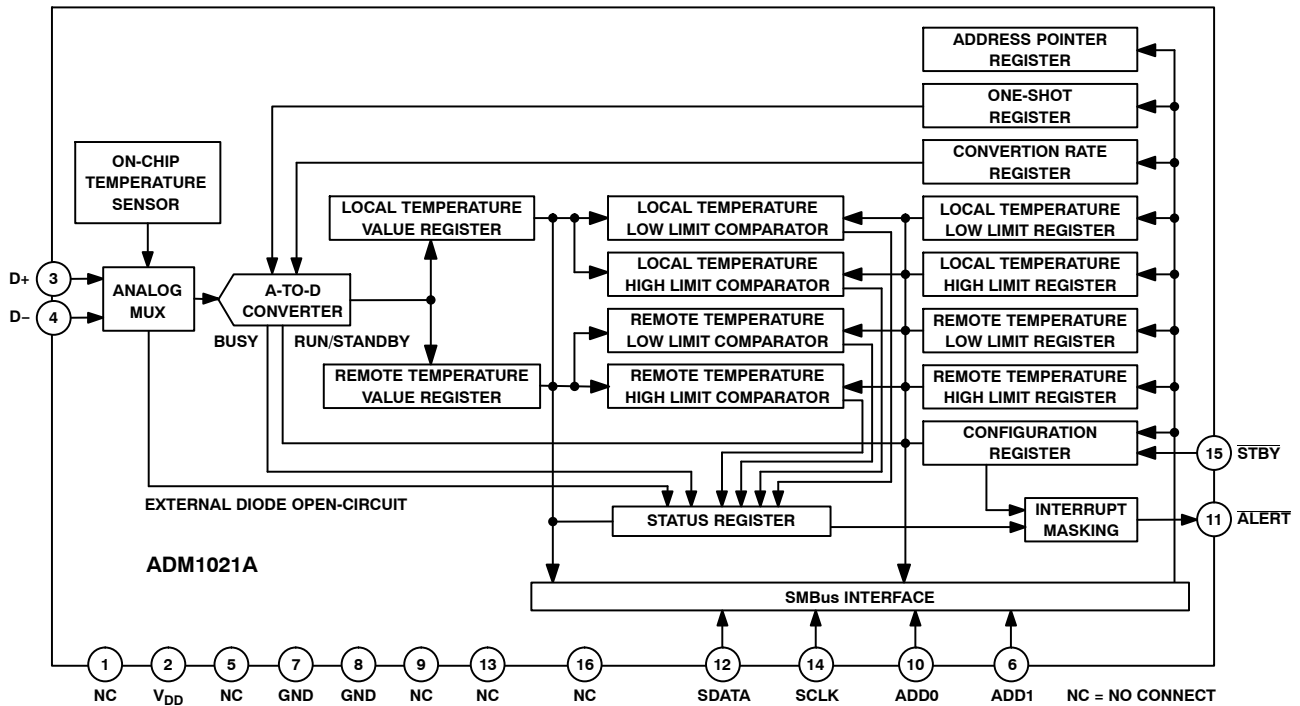 ADDRESS POINTER
REGISTER
ONE-SHOT
REGISTER
ON-CHIP
TEMPERATURE
SENSOR
CONVERTION RATE
REGISTER
LOCAL TEMPERATURE
VALUE REGISTER
LOCAL TEMPERATURE
LOW LIMIT COMPARATOR
LOCAL TEMPERATURE
LOW LIMIT REGISTER
D+
3
D−
4
ANALOG
MUX
A-TO-D
CONVERTER
LOCAL TEMPERATURE
HIGH LIMIT COMPARATOR
LOCAL TEMPERATURE
HIGH LIMIT REGISTER
BUSY
RUN/STANDBY
REMOTE TEMPERATURE
LOW LIMIT COMPARATOR
REMOTE TEMPERATURE
LOW LIMIT REGISTER
REMOTE TEMPERATURE
VALUE REGISTER
REMOTE TEMPERATURE
HIGH LIMIT COMPARATOR
REMOTE TEMPERATURE
HIGH LIMIT REGISTER
CONFIGURATION
REGISTER
15
STBY
EXTERNAL DIODE OPEN-CIRCUIT
STATUS REGISTER
INTERRUPT
MASKING
11
ALERT
ADM1021A
SMBus INTERFACE
1
2
5
7
8
9
13
16
12
14
10
6
NC
VDD
NC
GND
GND
NC
NC
NC
SDATA
SCLK
ADD0
ADD1
NC = NO CONNECT